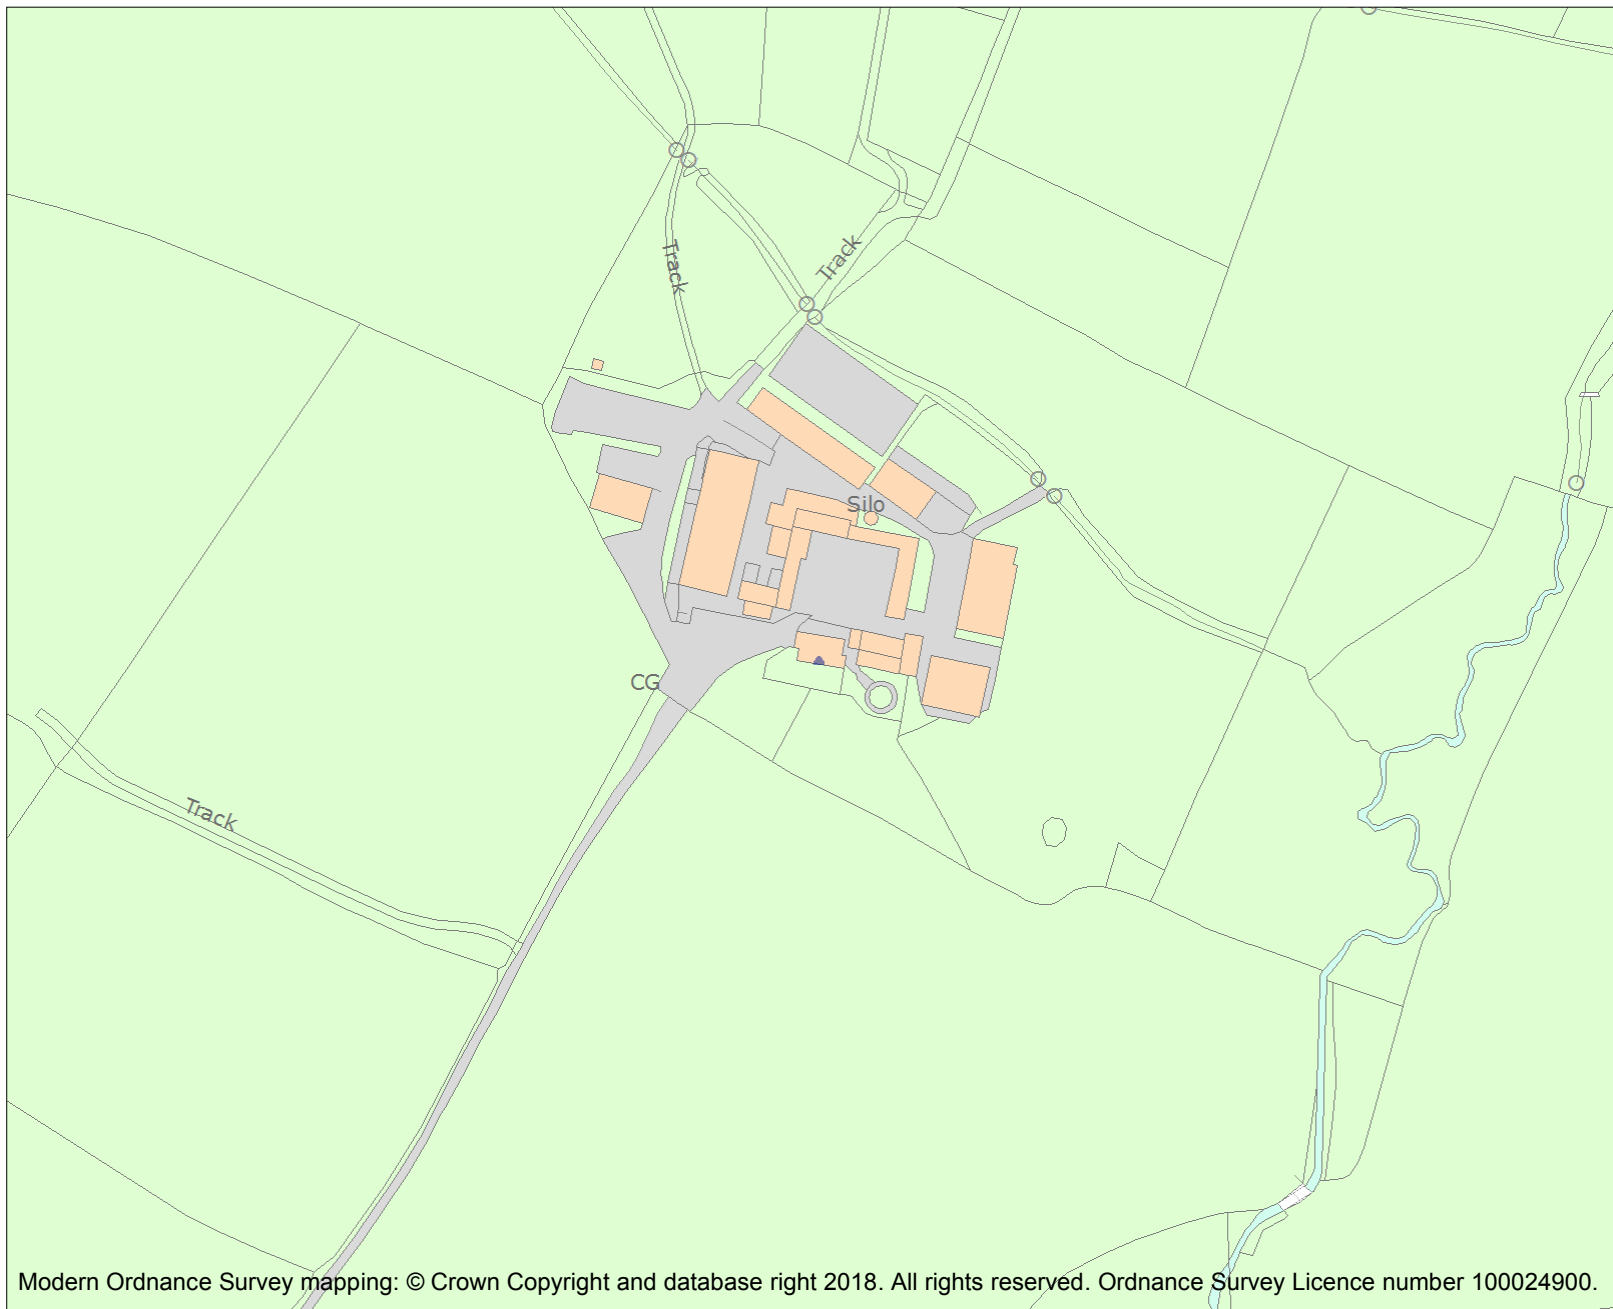 Track
Track
Silo
CG
Track
Modern Ordnance Survey mapping: © Crown Copyright and database right 2018. All rights reserved. Ordnance Survey Licence number 100024900.